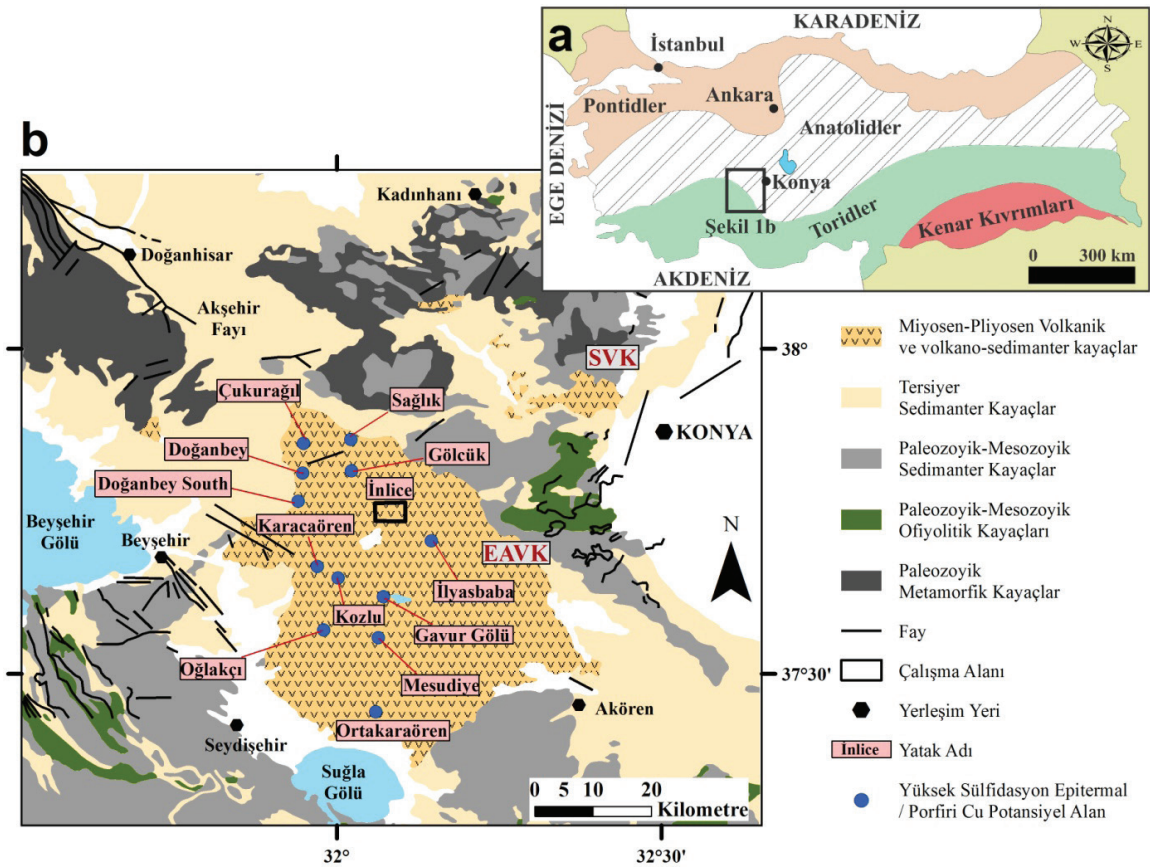 a
KARADENİZ
İstanbul
N
W
E
S
Pontidler
Ankara
Anatolidler
EGE DENİZİ
Konya
Şekil 1b
Toridler
Kenar Kıvrımları
AKDENİZ
0 300 km
b
Kadınhanı
Doğanhisar
Akşehir
Fayı
SVK
38°
Çukurağıl
Sağlık
KONYA
Doğanbey
Gölcük
Doğanbey South
İnlice
Beyşehir
Gölü
Karacaören
Beyşehir
EAVK
N
İlyasbaba
Kozlu
Gavur Gölü
Oğlakçı
Mesudiye
37°30'
Akören
Ortakaraören
Seydişehir
Suğla
Gölü
0 5 10 20
Kilometre
32°
32°30'
Miyosen-Pliyosen Volkanik
ve volkano-sedimanter kayaçlar
Tersiyer
Sedimanter Kayaçlar
Paleozoyik-Mesozoyik
Sedimanter Kayaçlar
Paleozoyik-Mesozoyik
Ofiyolitik Kayaçları
Paleozoyik
Metamorfik Kayaçlar
Fay
Çalışma Alanı
Yerleşim Yeri
İnlice
Yatak Adı
Yüksek Sülfidasyon Epitermal
/ Porfiri Cu Potansiyel Alan